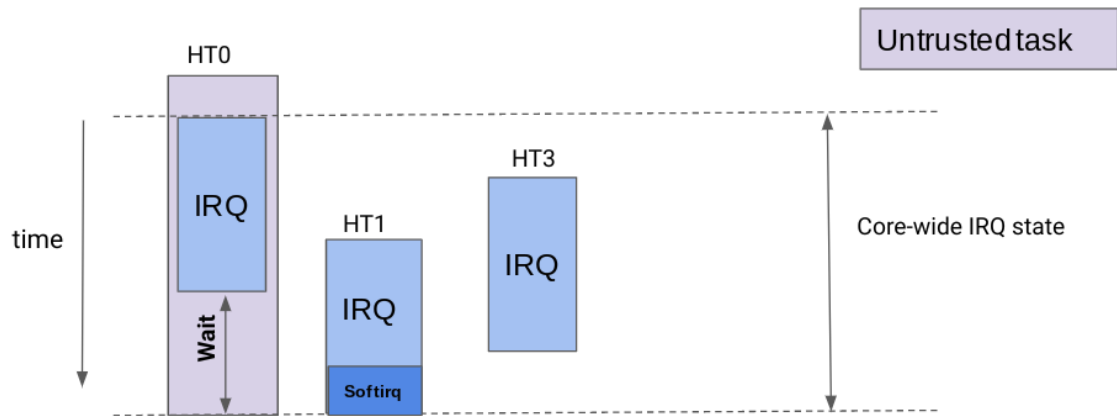 HT0
Untrusted task
IRQ
HT3
HT1
time
IRQ
IRQ
Core-wide IRQ state
Wait
Softirq